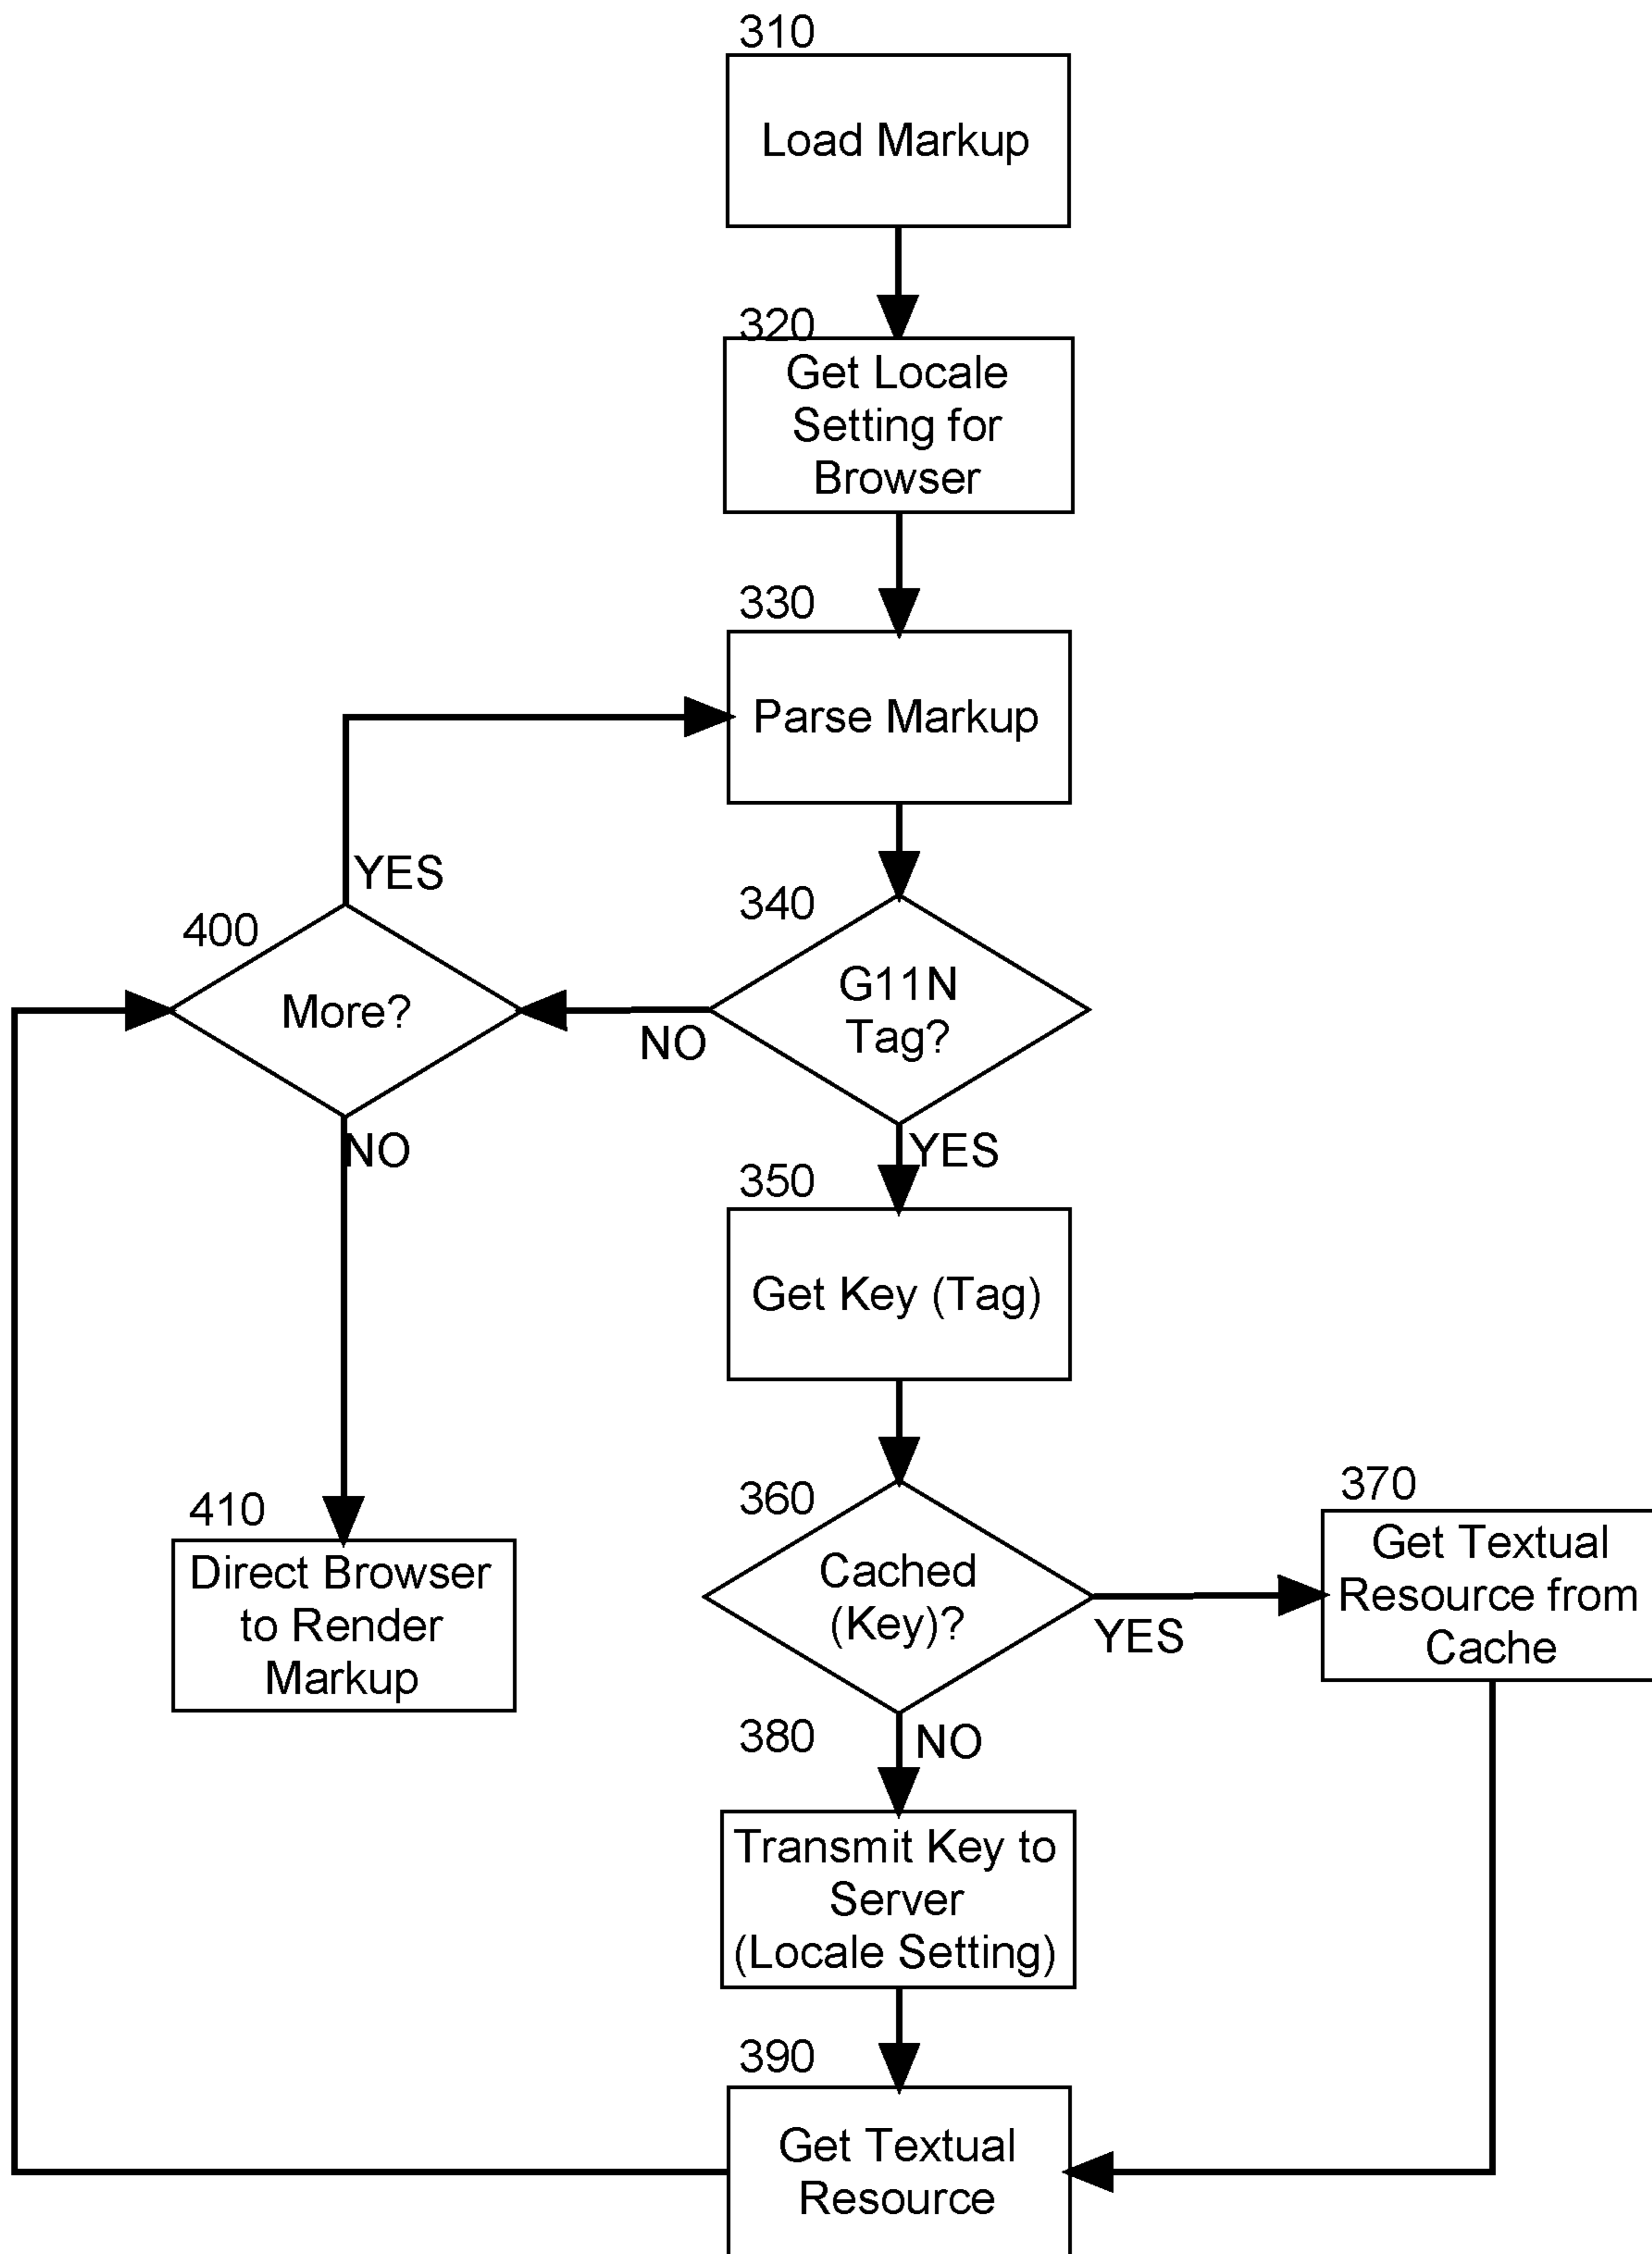 310
Load Markup
320
Get Locale
Setting for
Browser
330
Parse Markup
YES
400
More?
NO
340
G11N
Tag?
NO
YES
350
Get Key (Tag)
360
Cached
(Key)?
YES
370
Get Textual
Resource from
Cache
410
Direct Browser
to Render
Markup
380
NO
Transmit Key to
Server
(Locale Setting)
390
Get Textual
Resource